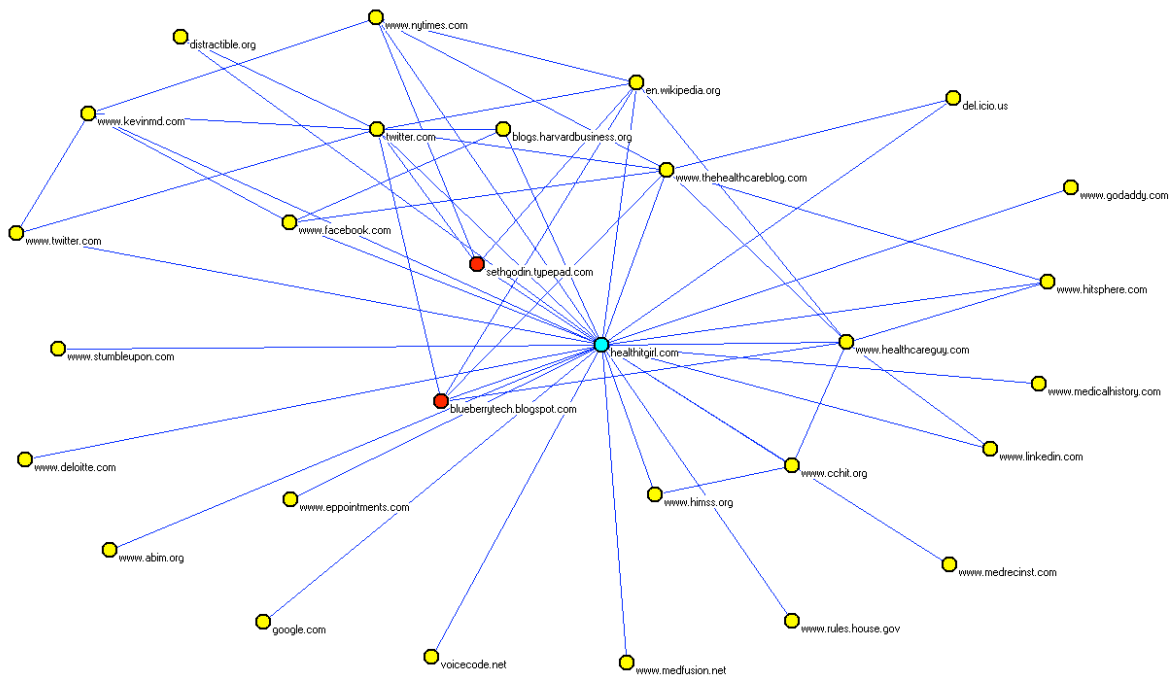 www.nytimes.com
distractible.org
en.wikipedia.org
del.icio.us
www.kevinmd.com
twitter.com
blogs.harvardbusiness.org
www.thehealthcareblog.com
www.godaddy.com
www.facebook.com
www.twitter.com
sethgodin.typepad.com
www.hitsphere.com
www.stumbleupon.com
healthitgirl.com
www.healthcareguy.com
www.medicalhistory.com
blueberrytech.blogspot.com
www.linkedin.com
www.deloitte.com
www.cchit.org
www.eppointments.com
www.himss.org
www.abim.org
www.medrecinst.com
google.com
www.rules.house.gov
voicecode.net
www.medfusion.net